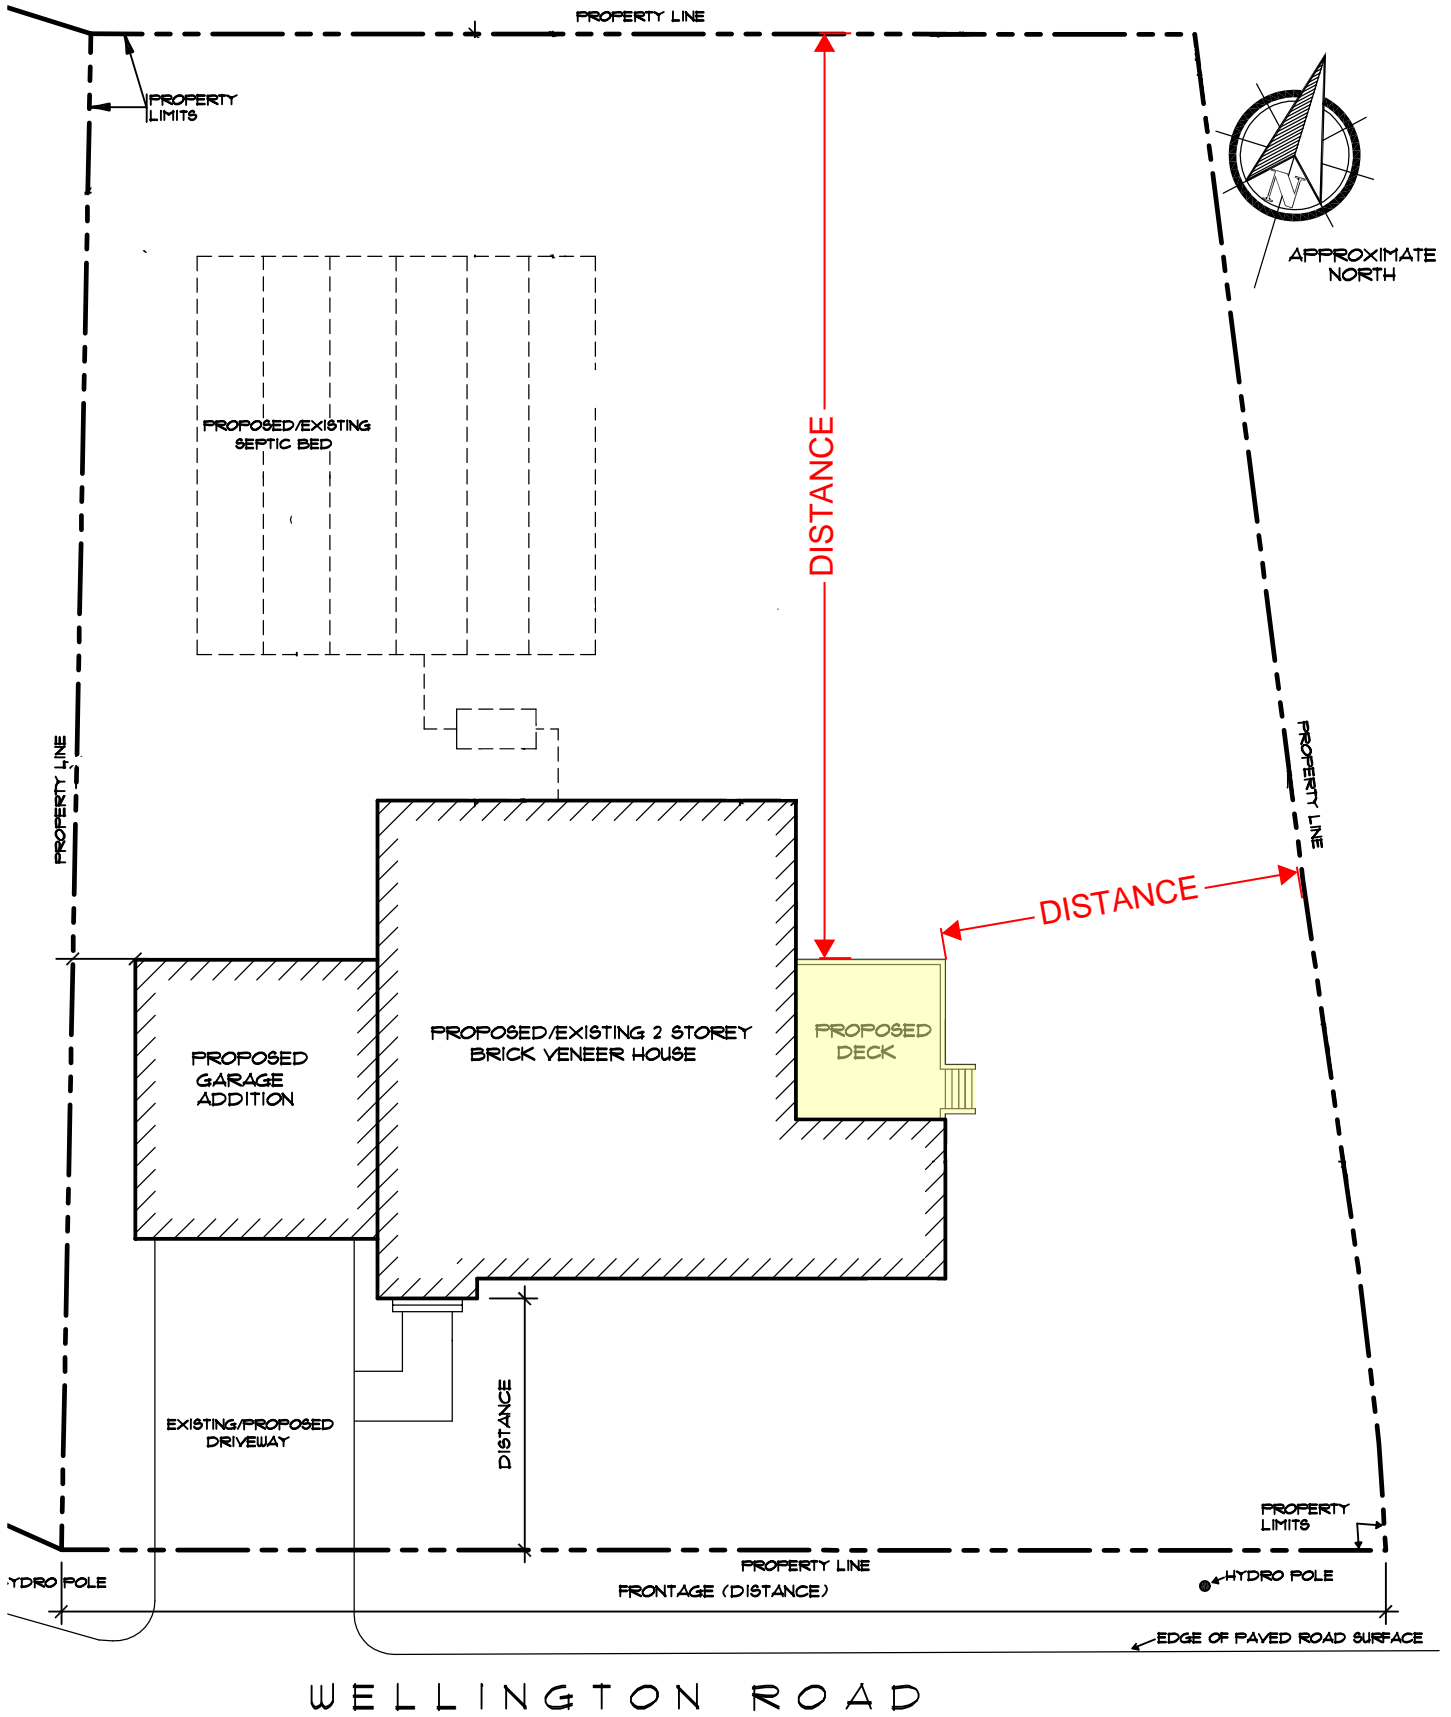 PROPERTY LINE
PROPERTY
LIMITS
N
APPROXIMATE
NORTH
DISTANCE
PROPOSED/EXISTING
SEPTIC BED
PROPERTY LINE
PROPERTY LINE
DISTANCE
PROPOSED/EXISTING 2 STOREY
BRICK VENEER HOUSE
PROPOSED
DECK
PROPOSED
GARAGE
ADDITION
DISTANCE
EXISTING/PROPOSED
DRIVEWAY
PROPERTY
LIMITS
PROPERTY LINE
YDRO POLE
FRONTAGE (DISTANCE)
HYDRO POLE
EDGE OF PAVED ROAD SURFACE
WELLINGTON ROAD